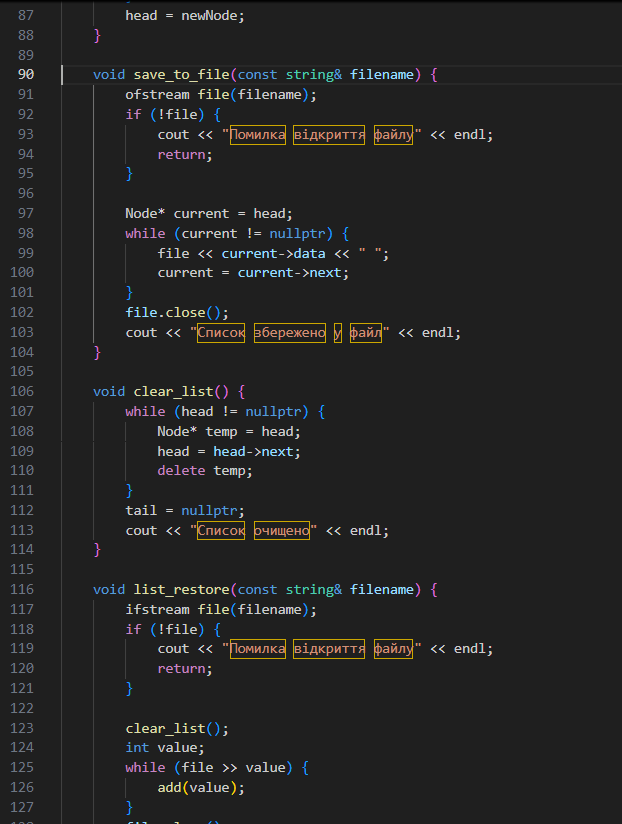 87 head = newNode;
88 }
89
90 void save_to_file(const string& filename) {
91 ofstream file(filename);
92 if (!file) {
93 cout << "Помилка відкриття файлу" << endl;
94 return;
95 }
96
97 Node* current = head;
98 while (current != nullptr) {
99 file << current->data << " ";
100 current = current->next;
101 }
102 file.close();
103 cout << "Список збережено у файл" << endl;
104 }
105
106 void clear_list() {
107 while (head != nullptr) {
108 Node* temp = head;
109 head = head->next;
110 delete temp;
111 }
112 tail = nullptr;
113 cout << "Список очищено" << endl;
114 }
115
116 void list_restore(const string& filename) {
117 ifstream file(filename);
118 if (!file) {
119 cout << "Помилка відкриття файлу" << endl;
120 return;
121 }
122
123 clear_list();
124 int value;
125 while (file >> value) {
126 add(value);
127 }